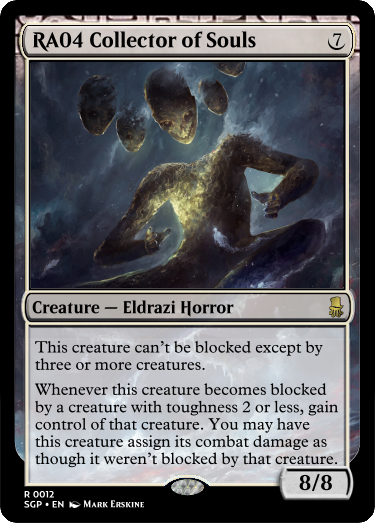 RA04 Collector of Souls 7
Creature — Eldrazi Horror
This creature can't be blocked except by
three or more creatures.
Whenever this creature becomes blocked
by a creature with toughness 2 or less, gain
control of that creature. You may have
this creature assign its combat damage as
though it weren't blocked by that creature.
8/8
R 0012
SGP • EN Mark Erskine